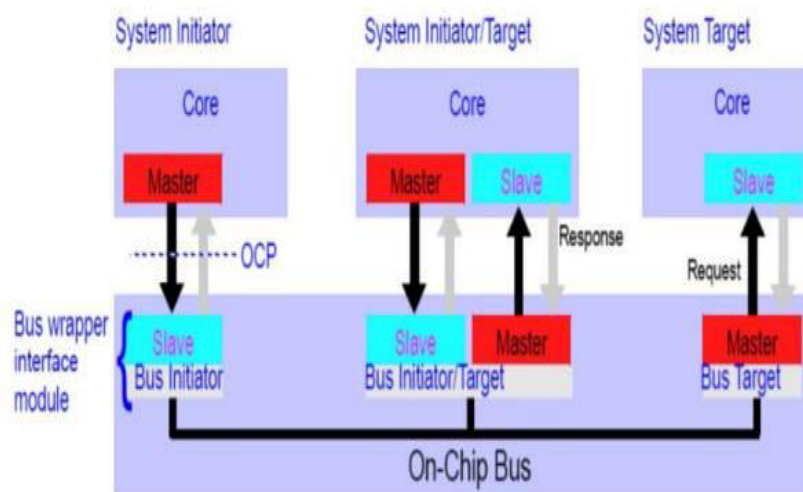 System Initiator
System Initiator/Target
System Target
Core
Core
Core
Master
Master
Slave
Slave
Response
OCP
Request
Bus wrapper
interface
module
Slave
Slave
Master
Master
Bus Initiator
Bus Initiator/Target
Bus Target
On-Chip Bus